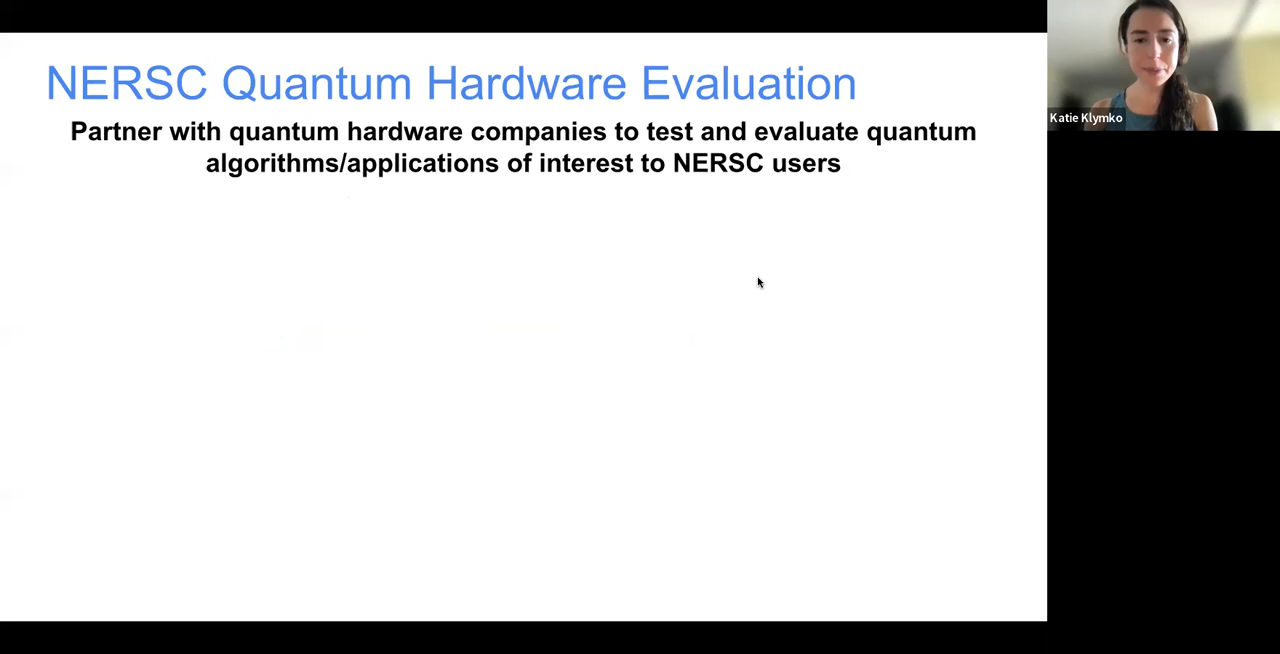 NERSC Quantum Hardware Evaluation
Partner with quantum hardware companies to test and evaluate quantum
algorithms/applications of interest to NERSC users
Katie Klymko